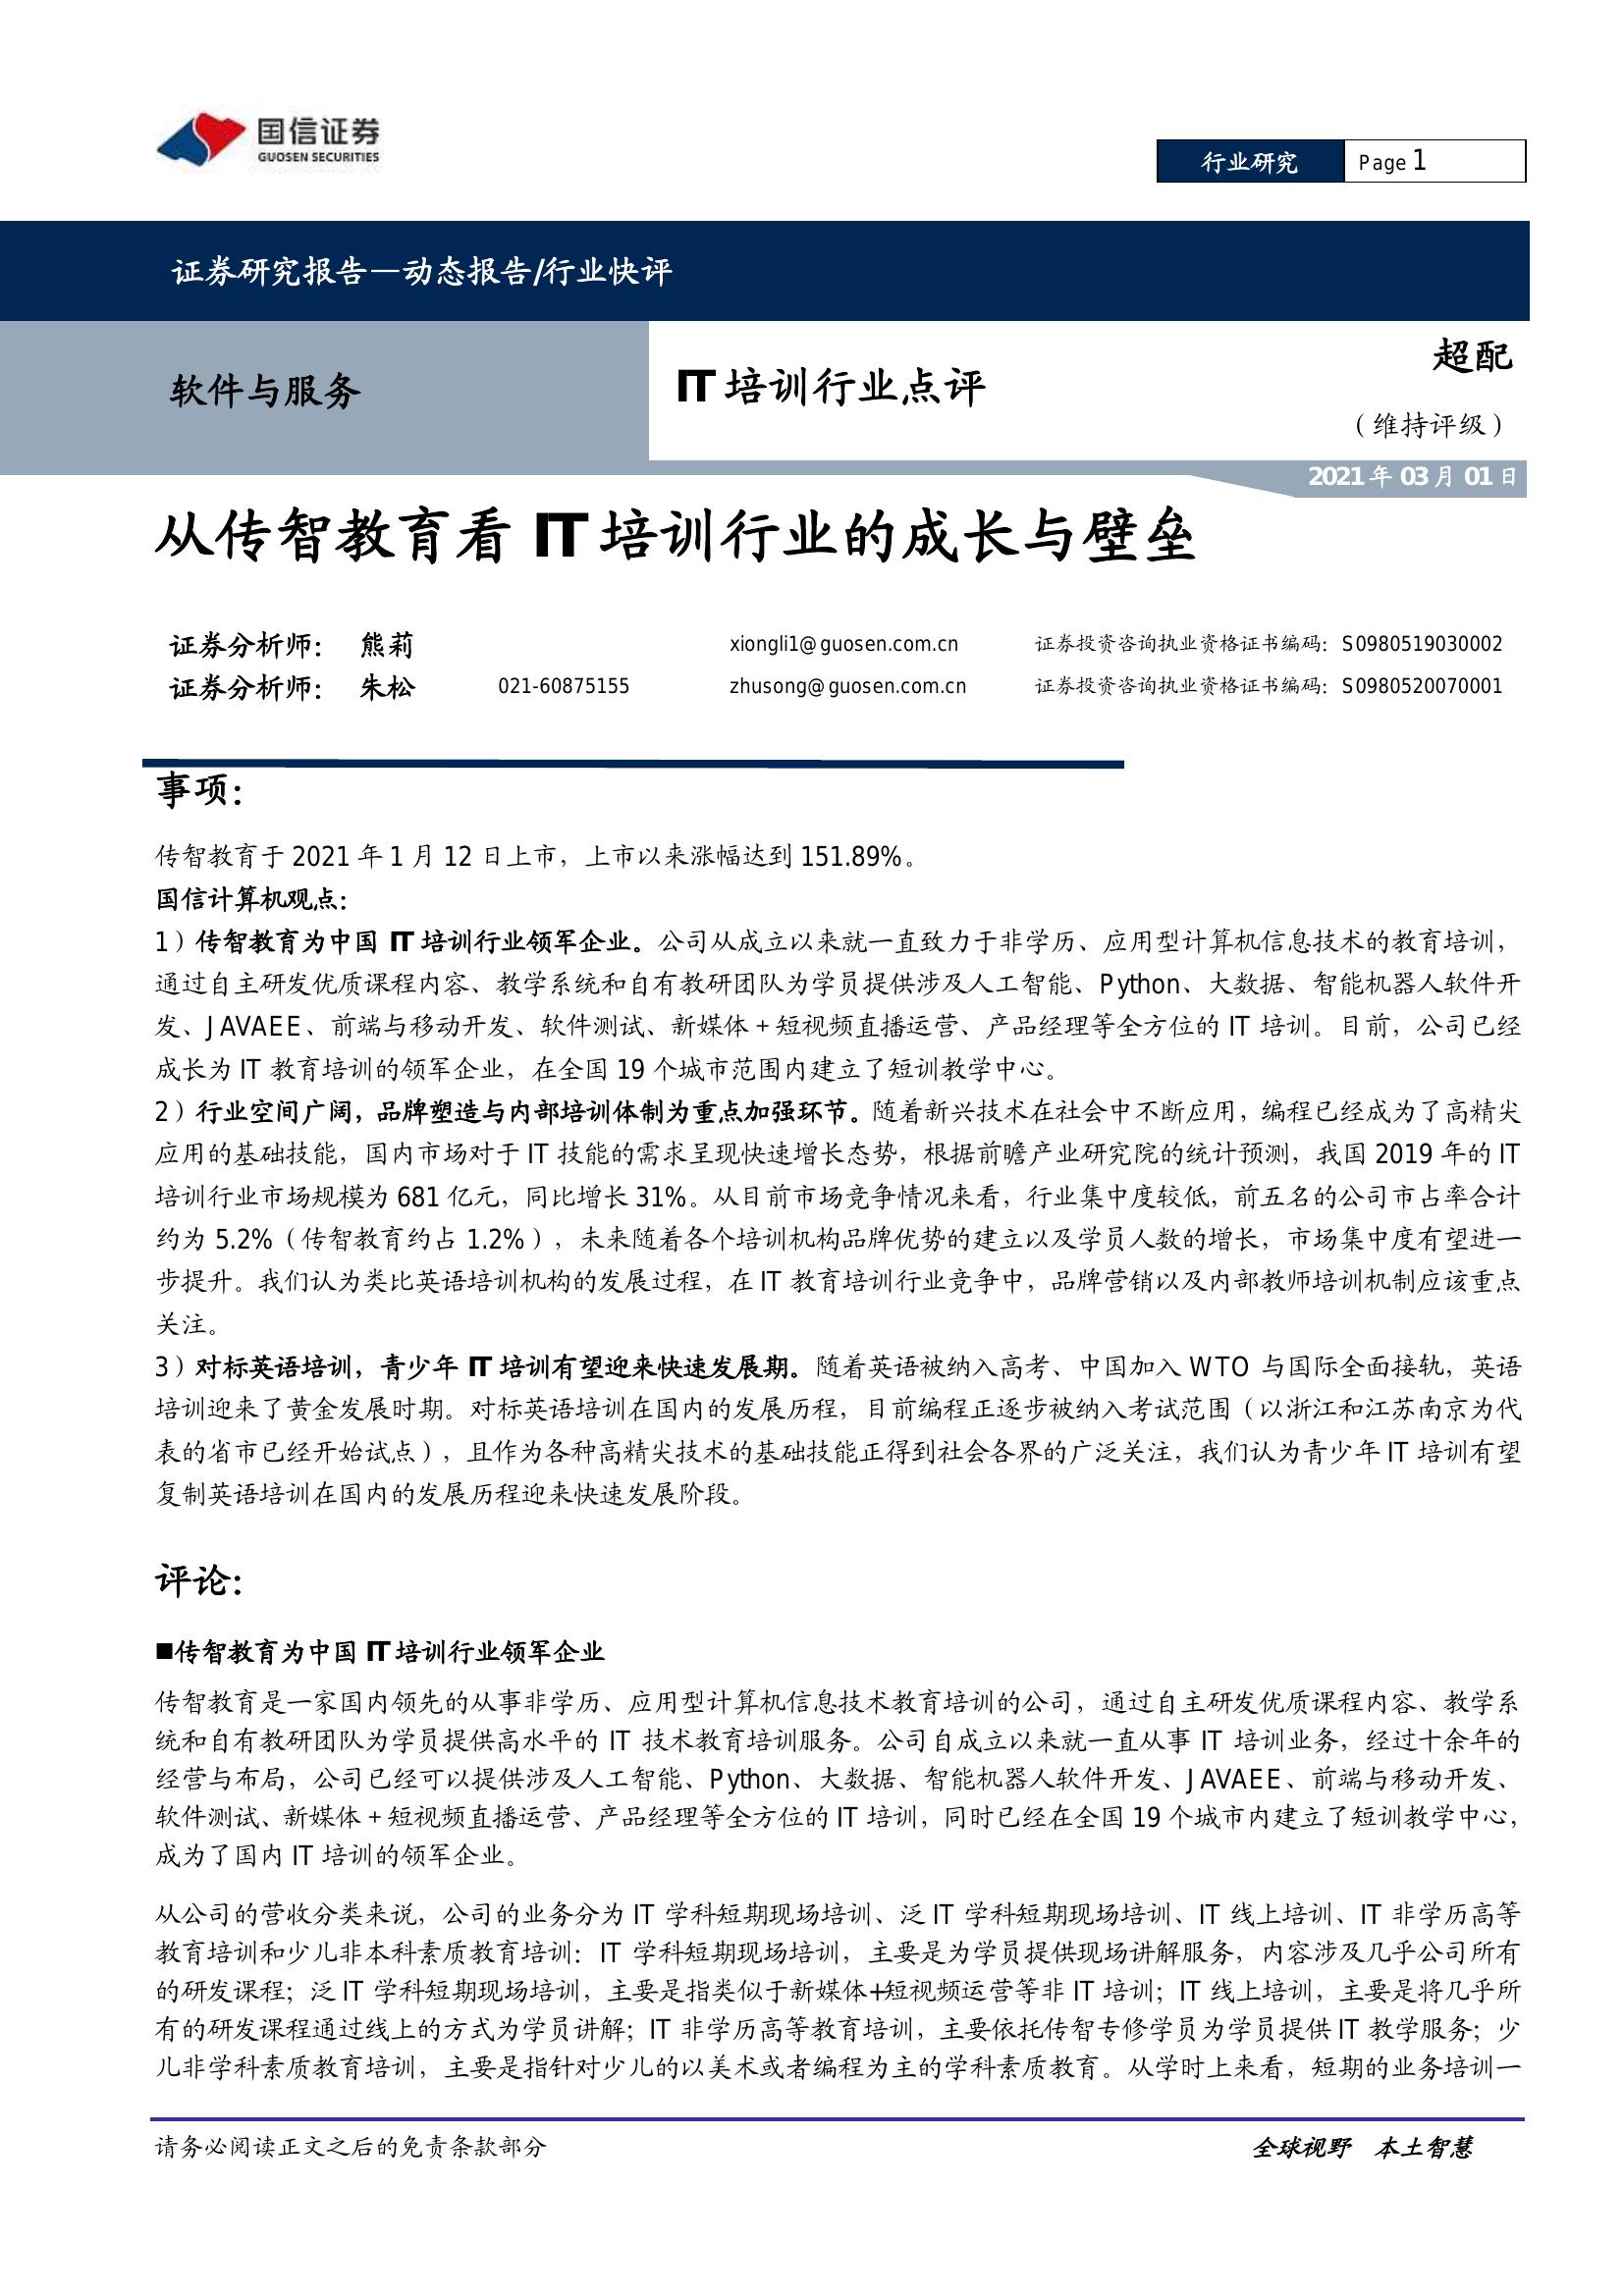 国信证券
GUOSEN SECURITIES
行业研究 Page 1
证券研究报告—动态报告/行业快评
软件与服务
IT 培训行业点评
超配
（维持评级）
2021 年 03 月 01 日
从传智教育看 IT 培训行业的成长与壁垒
证券分析师： 熊莉 xiongli1@guosen.com.cn 证券投资咨询执业资格证书编码：S0980519030002
证券分析师： 朱松 021-60875155 zhusong@guosen.com.cn 证券投资咨询执业资格证书编码：S0980520070001
事项：
传智教育于 2021 年 1 月 12 日上市，上市以来涨幅达到 151.89%。
国信计算机观点：
1）传智教育为中国 IT 培训行业领军企业。公司从成立以来就一直致力于非学历、应用型计算机信息技术的教育培训，
通过自主研发优质课程内容、教学系统和自有教研团队为学员提供涉及人工智能、Python、大数据、智能机器人软件开
发、JAVAEE、前端与移动开发、软件测试、新媒体+短视频直播运营、产品经理等全方位的 IT 培训。目前，公司已经
成长为 IT 教育培训的领军企业，在全国 19 个城市范围内建立了短训教学中心。
2）行业空间广阔，品牌塑造与内部培训体制为重点加强环节。随着新兴技术在社会中不断应用，编程已经成为了高精尖
应用的基础技能，国内市场对于 IT 技能的需求呈现快速增长态势，根据前瞻产业研究院的统计预测，我国 2019 年的 IT
培训行业市场规模为 681 亿元，同比增长 31%。从目前市场竞争情况来看，行业集中度较低，前五名的公司市占率合计
约为 5.2%（传智教育约占 1.2%），未来随着各个培训机构品牌优势的建立以及学员人数的增长，市场集中度有望进一
步提升。我们认为类比英语培训机构的发展过程，在 IT 教育培训行业竞争中，品牌营销以及内部教师培训机制应该重点
关注。
3）对标英语培训，青少年 IT 培训有望迎来快速发展期。随着英语被纳入高考、中国加入 WTO 与国际全面接轨，英语
培训迎来了黄金发展时期。对标英语培训在国内的发展历程，目前编程正逐步被纳入考试范围（以浙江和江苏南京为代
表的省市已经开始试点），且作为各种高精尖技术的基础技能正得到社会各界的广泛关注，我们认为青少年 IT 培训有望
复制英语培训在国内的发展历程迎来快速发展阶段。
评论：
■传智教育为中国 IT 培训行业领军企业
传智教育是一家国内领先的从事非学历、应用型计算机信息技术教育培训的公司，通过自主研发优质课程内容、教学系
统和自有教研团队为学员提供高水平的 IT 技术教育培训服务。公司自成立以来就一直从事 IT 培训业务，经过十余年的
经营与布局，公司已经可以提供涉及人工智能、Python、大数据、智能机器人软件开发、JAVAEE、前端与移动开发、
软件测试、新媒体+短视频直播运营、产品经理等全方位的 IT 培训，同时已经在全国 19 个城市内建立了短训教学中心，
成为了国内 IT 培训的领军企业。
从公司的营收分类来说，公司的业务分为 IT 学科短期现场培训、泛 IT 学科短期现场培训、IT 线上培训、IT 非学历高等
教育培训和少儿非本科素质教育培训：IT 学科短期现场培训，主要是为学员提供现场讲解服务，内容涉及几乎公司所有
的研发课程；泛 IT 学科短期现场培训，主要是指类似于新媒体+短视频运营等非 IT 培训；IT 线上培训，主要是将几乎所
有的研发课程通过线上的方式为学员讲解；IT 非学历高等教育培训，主要依托传智专修学员为学员提供 IT 教学服务；少
儿非学科素质教育培训，主要是指针对少儿的以美术或者编程为主的学科素质教育。从学时上来看，短期的业务培训一
请务必阅读正文之后的免责条款部分 全球视野 本土智慧